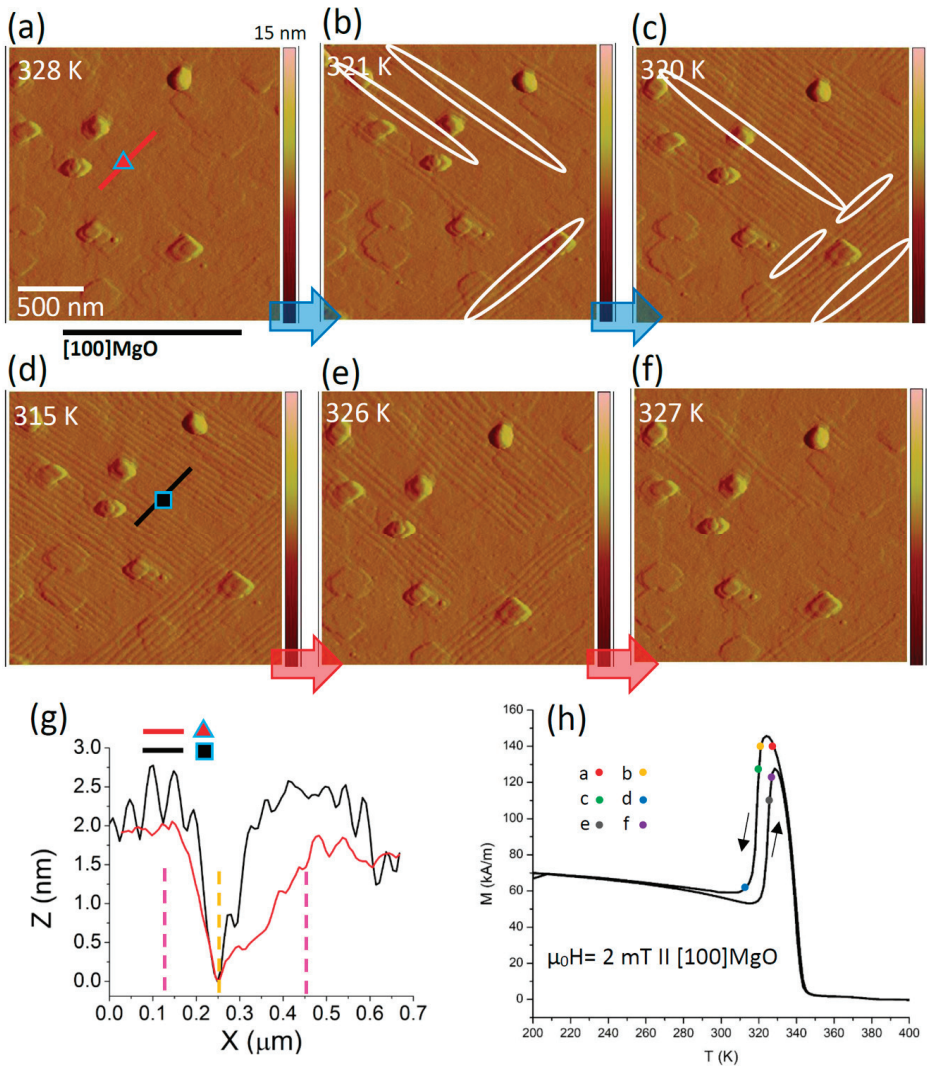 (a)
15 nm
(b)
(c)
328 K
321 K
320 K
500 nm
[100]MgO
(d)
(e)
(f)
315 K
326 K
327 K
(g)
3.0
2.5
2.0
1.5
1.0
0.5
0.0
Z (nm)
0.0 0.1 0.2 0.3 0.4 0.5 0.6 0.7
X (μm)
(h)
160
140
120
100
80
60
40
20
0
M (kA/m)
a b
c d
e f
μ₀H= 2 mT II [100]MgO
200 220 240 260 280 300 320 340 360 380 400
T (K)